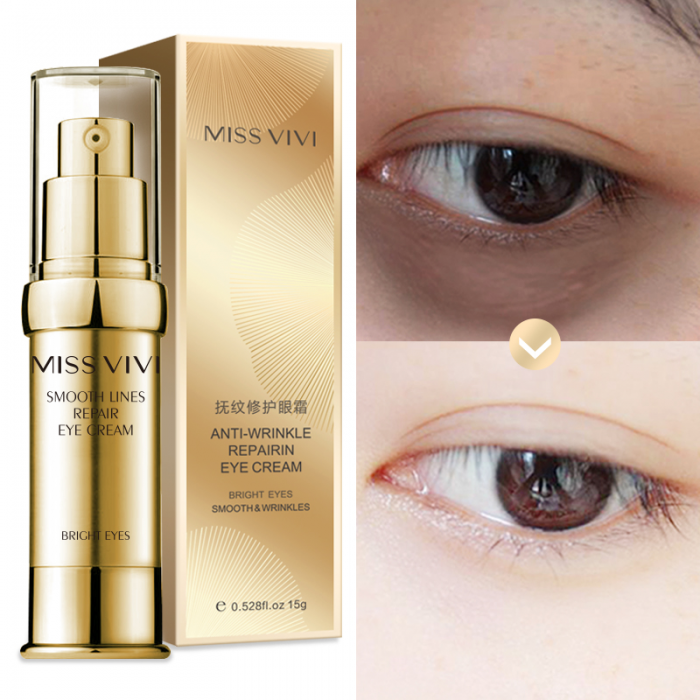 MISS VIVI
SMOOTH LINES
REPAIR
EYE CREAM
BRIGHT EYES
MISS VIVI
抚纹修护眼霜
ANTI-WRINKLE
REPAIRIN
EYE CREAM
BRIGHT EYES
SMOOTH & WRINKLES
e 0.528fl.oz 15g